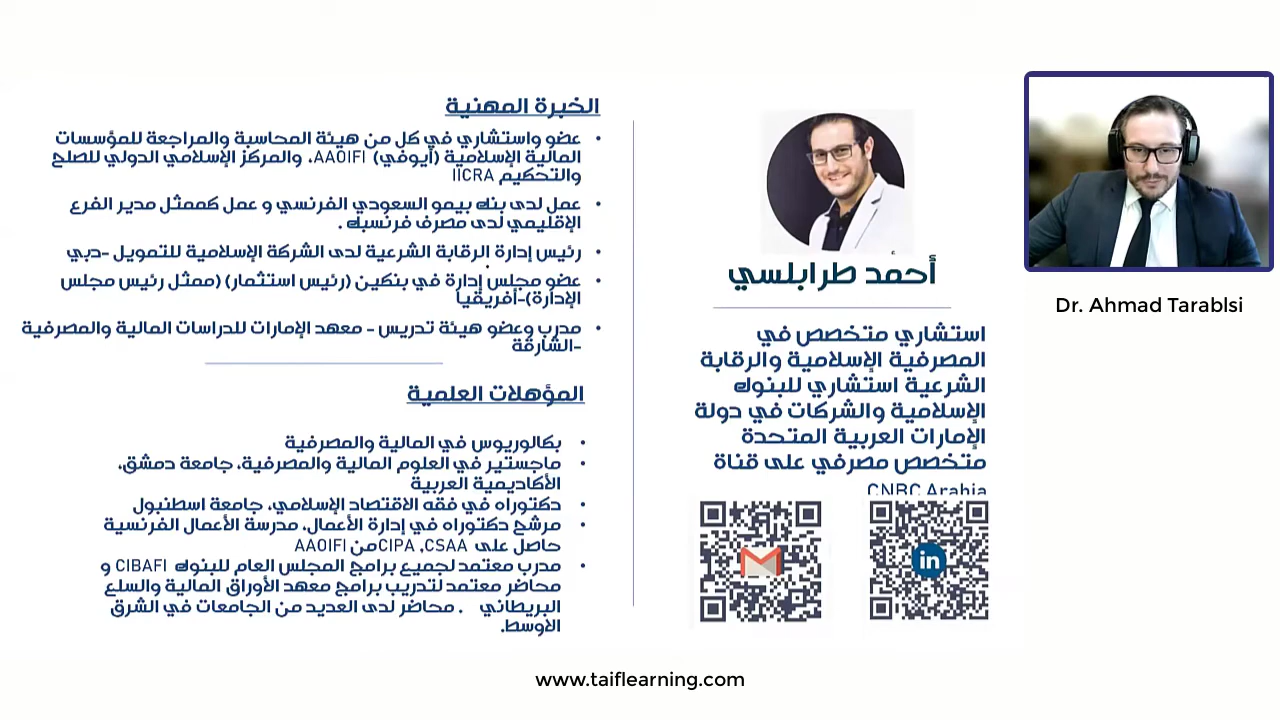 الخبرة المهنية
• عضو واستشاري في كل من هيئة المحاسبة والمراجعة للمؤسسات
المالية الإسلامية (أيوفي) AAOIFI، والمركز الإسلامي الدولي للصلح
والتحكيم IICRA
• عمل لدى بنك بيمو السعودي الفرنسي و عمل كممثل مدير الفرع
الإقليمي لدى مصرف فرنسبك .
• رئيس إدارة الرقابة الشرعية لدى الشركة الإسلامية للتمويل -دبي
• عضو مجلس إدارة في بنكين (رئيس استثمار) (ممثل رئيس مجلس
الإدارة)-أفريقيا
• مدرب وعضو هيئة تدريس - معهد الإمارات للدراسات المالية والمصرفية
-الشارقة
المؤهلات العلمية
• بكالوريوس في المالية والمصرفية
• ماجستير في العلوم المالية والمصرفية، جامعة دمشق،
الأكاديمية العربية
• دكتوراه في فقه الاقتصاد الإسلامي، جامعة اسطنبول
• مرشح دكتوراه في إدارة الأعمال، مدرسة الأعمال الفرنسية
حاصل على CIPA ,CSAAمن AAOIFI
• مدرب معتمد لجميع برامج المجلس العام للبنوك CIBAFI و
محاضر معتمد لتدريب برامج معهد الأوراق المالية والسلع
البريطاني . محاضر لدى العديد من الجامعات في الشرق
الاوسط.
أحمد طرابلسي
استشاري متخصص في
المصرفية الإسلامية والرقابة
الشرعية استشاري للبنوك
الإسلامية والشركات في دولة
الإمارات العربية المتحدة
متخصص مصرفي على قناة
CNBC Arabia
Dr. Ahmad Tarablsi
www.taiflearning.com